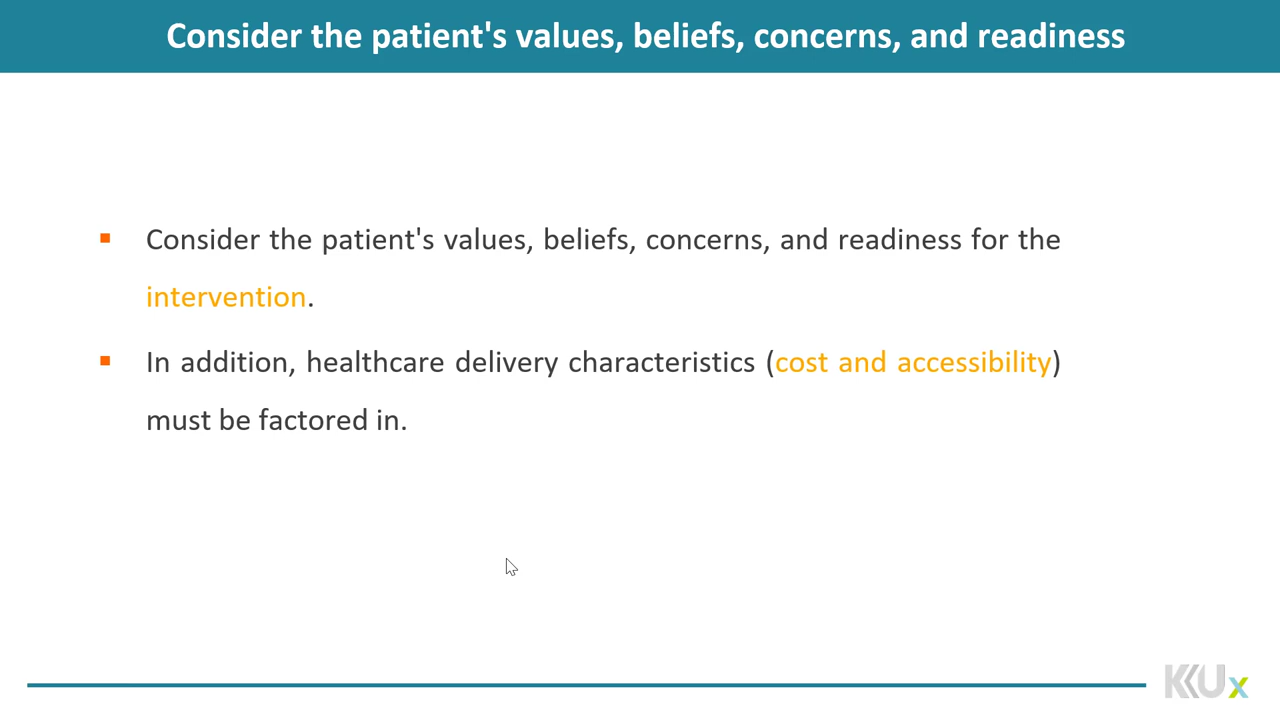 Consider the patient's values, beliefs, concerns, and readiness
▪ Consider the patient's values, beliefs, concerns, and readiness for the
intervention.
▪ In addition, healthcare delivery characteristics (cost and accessibility)
must be factored in.
KKUx